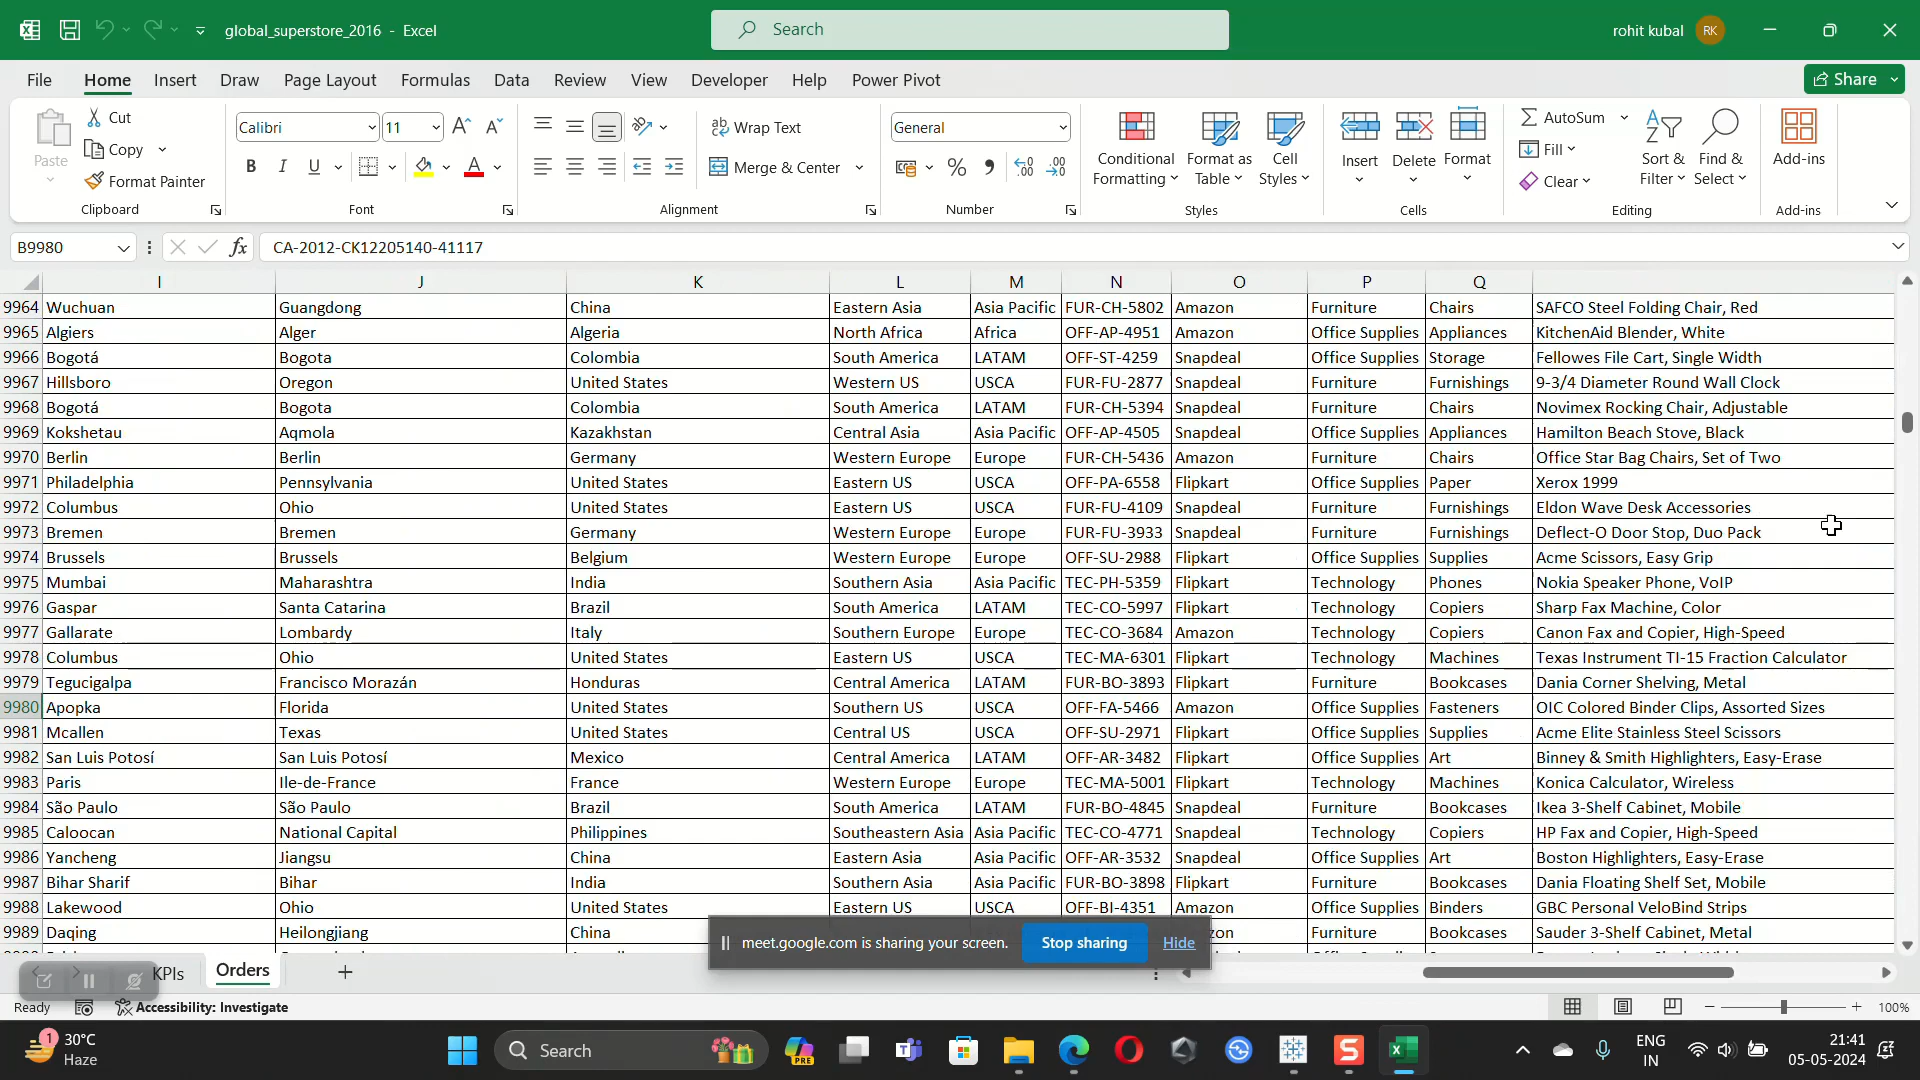 global_superstore_2016 - Excel
Search
rohit kubal RK
File Home Insert Draw Page Layout Formulas Data Review View Developer Help Power Pivot
Share
Paste
Cut
Copy
Format Painter
Clipboard
Calibri 11
B I U
Font
Wrap Text
Merge & Center
Alignment
General
Number
Conditional Formatting
Format as Table
Cell Styles
Styles
Insert
Delete
Format
Cells
AutoSum
Fill
Clear
Sort & Filter
Find & Select
Editing
Add-ins
Add-ins
B9980 fx CA-2012-CK12205140-41117
I J K L M N O P Q
9964 Wuchuan Guangdong China Eastern Asia Asia Pacific FUR-CH-5802 Amazon Furniture Chairs SAFCO Steel Folding Chair, Red
9965 Algiers Alger Algeria North Africa Africa OFF-AP-4951 Amazon Office Supplies Appliances KitchenAid Blender, White
9966 Bogotá Bogota Colombia South America LATAM OFF-ST-4259 Snapdeal Office Supplies Storage Fellowes File Cart, Single Width
9967 Hillsboro Oregon United States Western US USCA FUR-FU-2877 Snapdeal Furniture Furnishings 9-3/4 Diameter Round Wall Clock
9968 Bogotá Bogota Colombia South America LATAM FUR-CH-5394 Snapdeal Furniture Chairs Novimex Rocking Chair, Adjustable
9969 Kokshetau Aqmola Kazakhstan Central Asia Asia Pacific OFF-AP-4505 Snapdeal Office Supplies Appliances Hamilton Beach Stove, Black
9970 Berlin Berlin Germany Western Europe Europe FUR-CH-5436 Amazon Furniture Chairs Office Star Bag Chairs, Set of Two
9971 Philadelphia Pennsylvania United States Eastern US USCA OFF-PA-6558 Flipkart Office Supplies Paper Xerox 1999
9972 Columbus Ohio United States Eastern US USCA FUR-FU-4109 Snapdeal Furniture Furnishings Eldon Wave Desk Accessories
9973 Bremen Bremen Germany Western Europe Europe FUR-FU-3933 Snapdeal Furniture Furnishings Deflect-O Door Stop, Duo Pack
9974 Brussels Brussels Belgium Western Europe Europe OFF-SU-2988 Flipkart Office Supplies Supplies Acme Scissors, Easy Grip
9975 Mumbai Maharashtra India Southern Asia Asia Pacific TEC-PH-5359 Flipkart Technology Phones Nokia Speaker Phone, VoIP
9976 Gaspar Santa Catarina Brazil South America LATAM TEC-CO-5997 Flipkart Technology Copiers Sharp Fax Machine, Color
9977 Gallarate Lombardy Italy Southern Europe Europe TEC-CO-3684 Amazon Technology Copiers Canon Fax and Copier, High-Speed
9978 Columbus Ohio United States Eastern US USCA TEC-MA-6301 Flipkart Technology Machines Texas Instrument TI-15 Fraction Calculator
9979 Tegucigalpa Francisco Morazán Honduras Central America LATAM FUR-BO-3893 Flipkart Furniture Bookcases Dania Corner Shelving, Metal
9980 Apopka Florida United States Southern US USCA OFF-FA-5466 Amazon Office Supplies Fasteners OIC Colored Binder Clips, Assorted Sizes
9981 Mcallen Texas United States Central US USCA OFF-SU-2971 Flipkart Office Supplies Supplies Acme Elite Stainless Steel Scissors
9982 San Luis Potosí San Luis Potosí Mexico Central America LATAM OFF-AR-3482 Flipkart Office Supplies Art Binney & Smith Highlighters, Easy-Erase
9983 Paris Ile-de-France France Western Europe Europe TEC-MA-5001 Flipkart Technology Machines Konica Calculator, Wireless
9984 São Paulo São Paulo Brazil South America LATAM FUR-BO-4845 Snapdeal Furniture Bookcases Ikea 3-Shelf Cabinet, Mobile
9985 Caloocan National Capital Philippines Southeastern Asia Asia Pacific TEC-CO-4771 Snapdeal Technology Copiers HP Fax and Copier, High-Speed
9986 Yancheng Jiangsu China Eastern Asia Asia Pacific OFF-AR-3532 Snapdeal Office Supplies Art Boston Highlighters, Easy-Erase
9987 Bihar Sharif Bihar India Southern Asia Asia Pacific FUR-BO-3898 Flipkart Furniture Bookcases Dania Floating Shelf Set, Mobile
9988 Lakewood Ohio United States Eastern US USCA OFF-BI-4351 Amazon Office Supplies Binders GBC Personal VeloBind Strips
9989 Daqing Heilongjiang China Furniture Bookcases Sauder 3-Shelf Cabinet, Metal
meet.google.com is sharing your screen. Stop sharing Hide
KPIs Orders
Ready Accessibility: Investigate 100%
30°C
Haze
Search
PRE
ENG
IN
21:41
05-05-2024